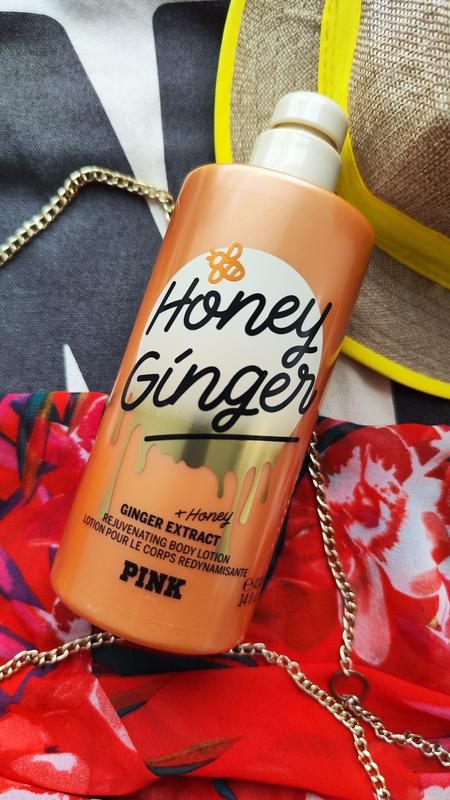 Honey
Ginger
+ Honey
GINGER EXTRACT
REJUVENATING BODY LOTION
LOTION POUR LE CORPS REDYNAMISANTE
PINK